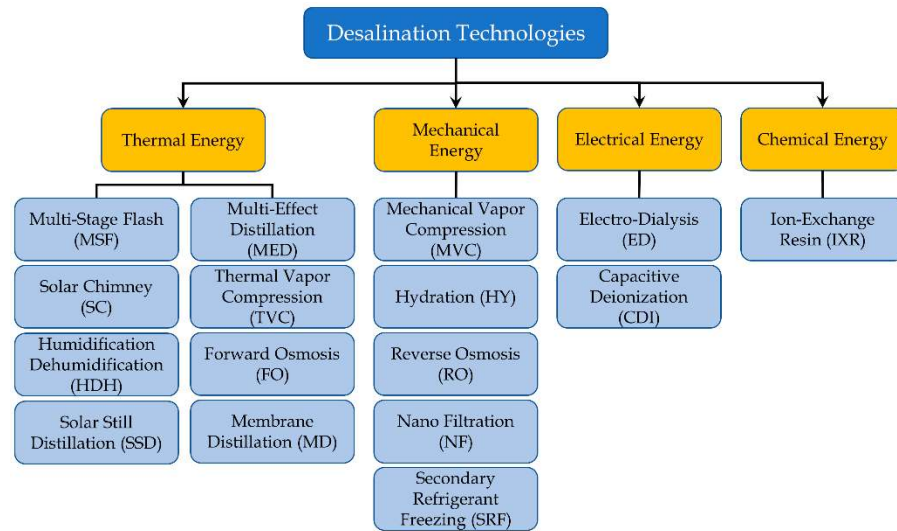 Desalination Technologies
Thermal Energy
Mechanical
Energy
Electrical Energy
Chemical Energy
Multi-Stage Flash
(MSF)
Solar Chimney
(SC)
Humidification
Dehumidification
(HDH)
Solar Still
Distillation (SSD)
Multi-Effect
Distillation
(MED)
Thermal Vapor
Compression
(TVC)
Forward Osmosis
(FO)
Membrane
Distillation (MD)
Mechanical Vapor
Compression
(MVC)
Hydration (HY)
Reverse Osmosis
(RO)
Nano Filtration
(NF)
Secondary
Refrigerant
Freezing (SRF)
Electro-Dialysis
(ED)
Capacitive
Deionization
(CDI)
Ion-Exchange
Resin (IXR)